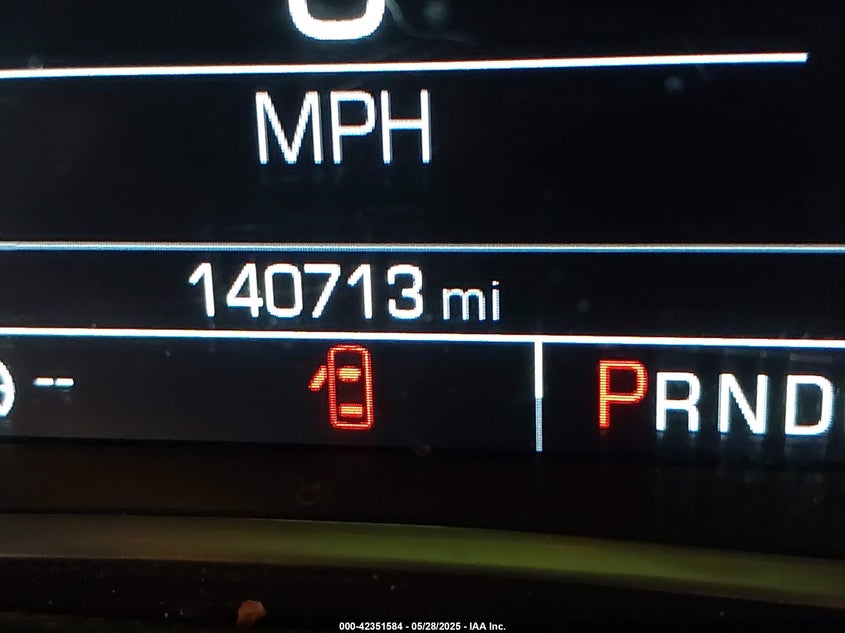 MPH
140713 mi
--
PRND
000-42351584 - 05/28/2025 - IAA Inc.